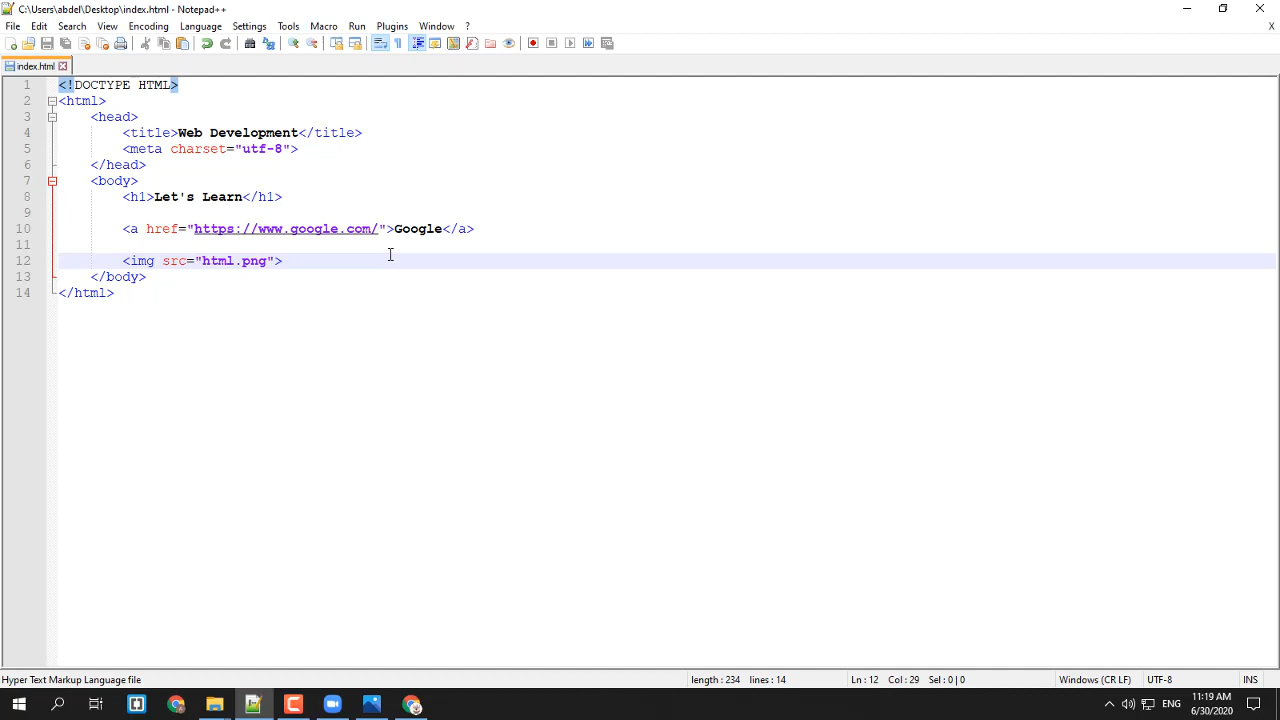 C:\Users\abdel\Desktop\index.html - Notepad++
File Edit Search View Encoding Language Settings Tools Macro Run Plugins Window ? X
index.html
1 <!DOCTYPE HTML>
2 <html>
3 <head>
4 <title>Web Development</title>
5 <meta charset="utf-8">
6 </head>
7 <body>
8 <h1>Let's Learn</h1>
9
10 <a href="https://www.google.com/">Google</a>
11
12 <img src="html.png">
13 </body>
14 </html>
Hyper Text Markup Language file length : 234 lines : 14 Ln : 12 Col : 29 Sel : 0 | 0 Windows (CR LF) UTF-8 INS
ENG 11:19 AM
6/30/2020